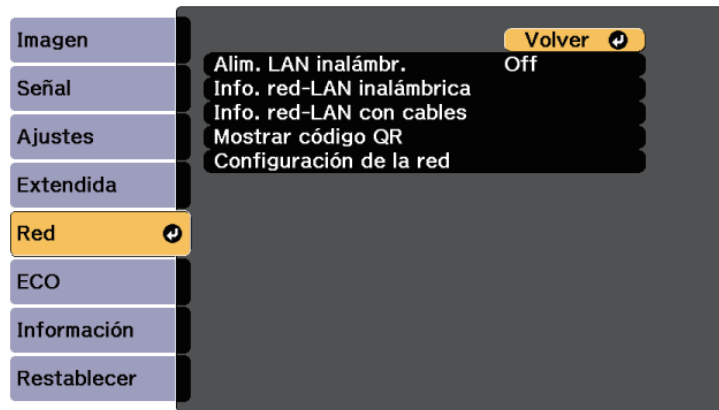 Imagen
Señal
Ajustes
Extendida
Red
ECO
Información
Restablecer
Volver
Alim. LAN inalámbr. Off
Info. red-LAN inalámbrica
Info. red-LAN con cables
Mostrar código QR
Configuración de la red